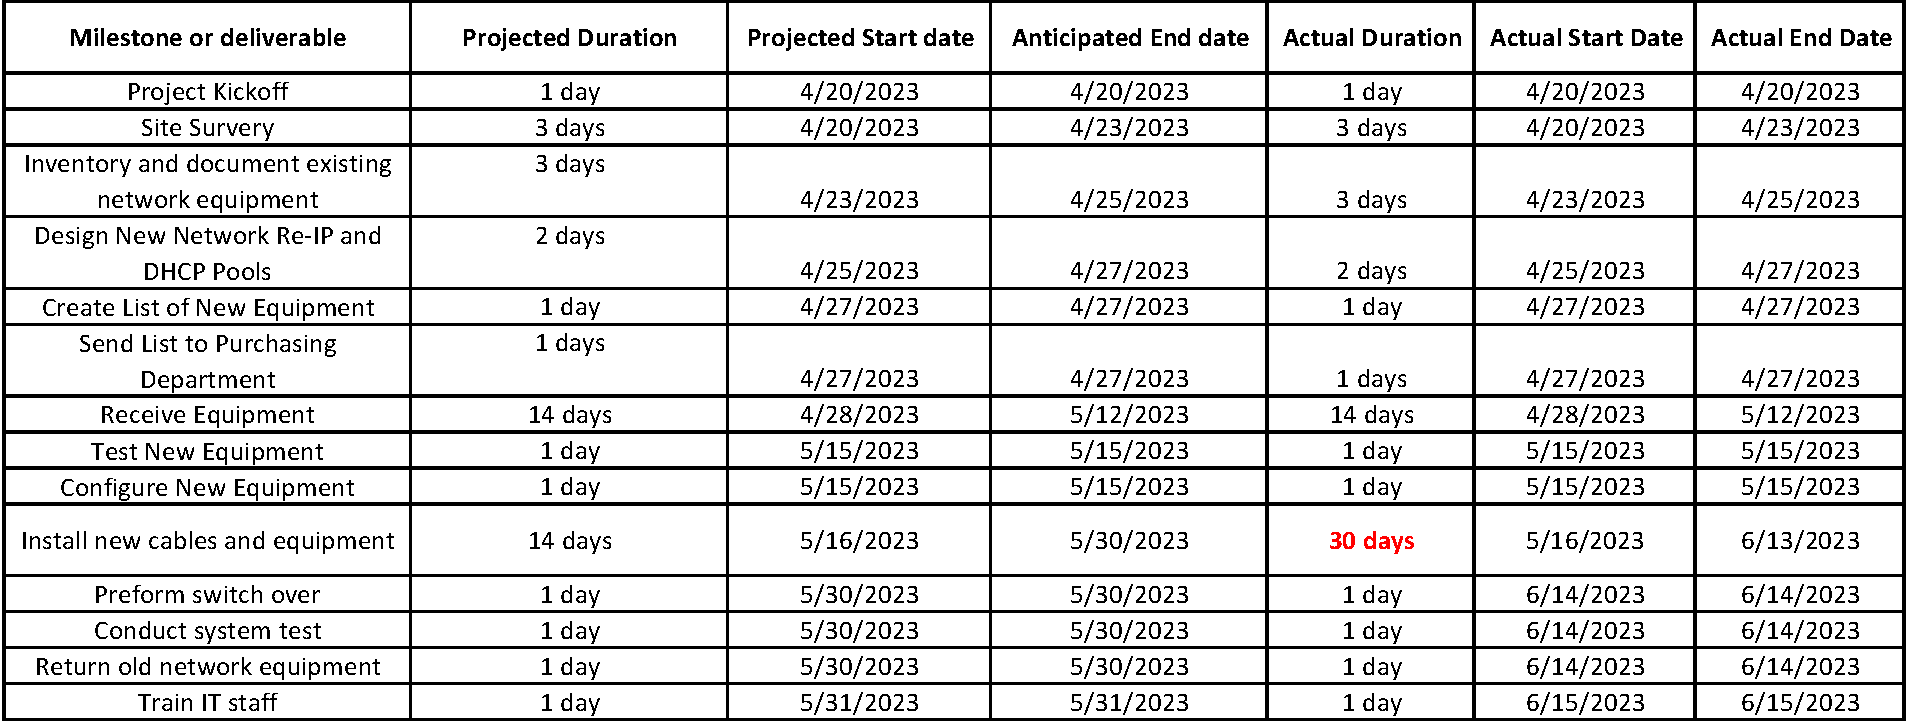 Milestone or deliverable Projected Duration Projected Start date Anticipated End date Actual Duration Actual Start Date Actual End Date
Project Kickoff 1 day 4/20/2023 4/20/2023 1 day 4/20/2023 4/20/2023
Site Survery 3 days 4/20/2023 4/23/2023 3 days 4/20/2023 4/23/2023
Inventory and document existing 3 days
network equipment 4/23/2023 4/25/2023 3 days 4/23/2023 4/25/2023
Design New Network Re-IP and 2 days
DHCP Pools 4/25/2023 4/27/2023 2 days 4/25/2023 4/27/2023
Create List of New Equipment 1 day 4/27/2023 4/27/2023 1 day 4/27/2023 4/27/2023
Send List to Purchasing 1 days
Department 4/27/2023 4/27/2023 1 days 4/27/2023 4/27/2023
Receive Equipment 14 days 4/28/2023 5/12/2023 14 days 4/28/2023 5/12/2023
Test New Equipment 1 day 5/15/2023 5/15/2023 1 day 5/15/2023 5/15/2023
Configure New Equipment 1 day 5/15/2023 5/15/2023 1 day 5/15/2023 5/15/2023
Install new cables and equipment 14 days 5/16/2023 5/30/2023 30 days 5/16/2023 6/13/2023
Preform switch over 1 day 5/30/2023 5/30/2023 1 day 6/14/2023 6/14/2023
Conduct system test 1 day 5/30/2023 5/30/2023 1 day 6/14/2023 6/14/2023
Return old network equipment 1 day 5/30/2023 5/30/2023 1 day 6/14/2023 6/14/2023
Train IT staff 1 day 5/31/2023 5/31/2023 1 day 6/15/2023 6/15/2023